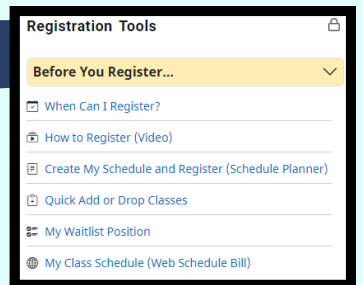 Registration Tools
Before You Register...
When Can I Register?
How to Register (Video)
Create My Schedule and Register (Schedule Planner)
Quick Add or Drop Classes
My Waitlist Position
My Class Schedule (Web Schedule Bill)